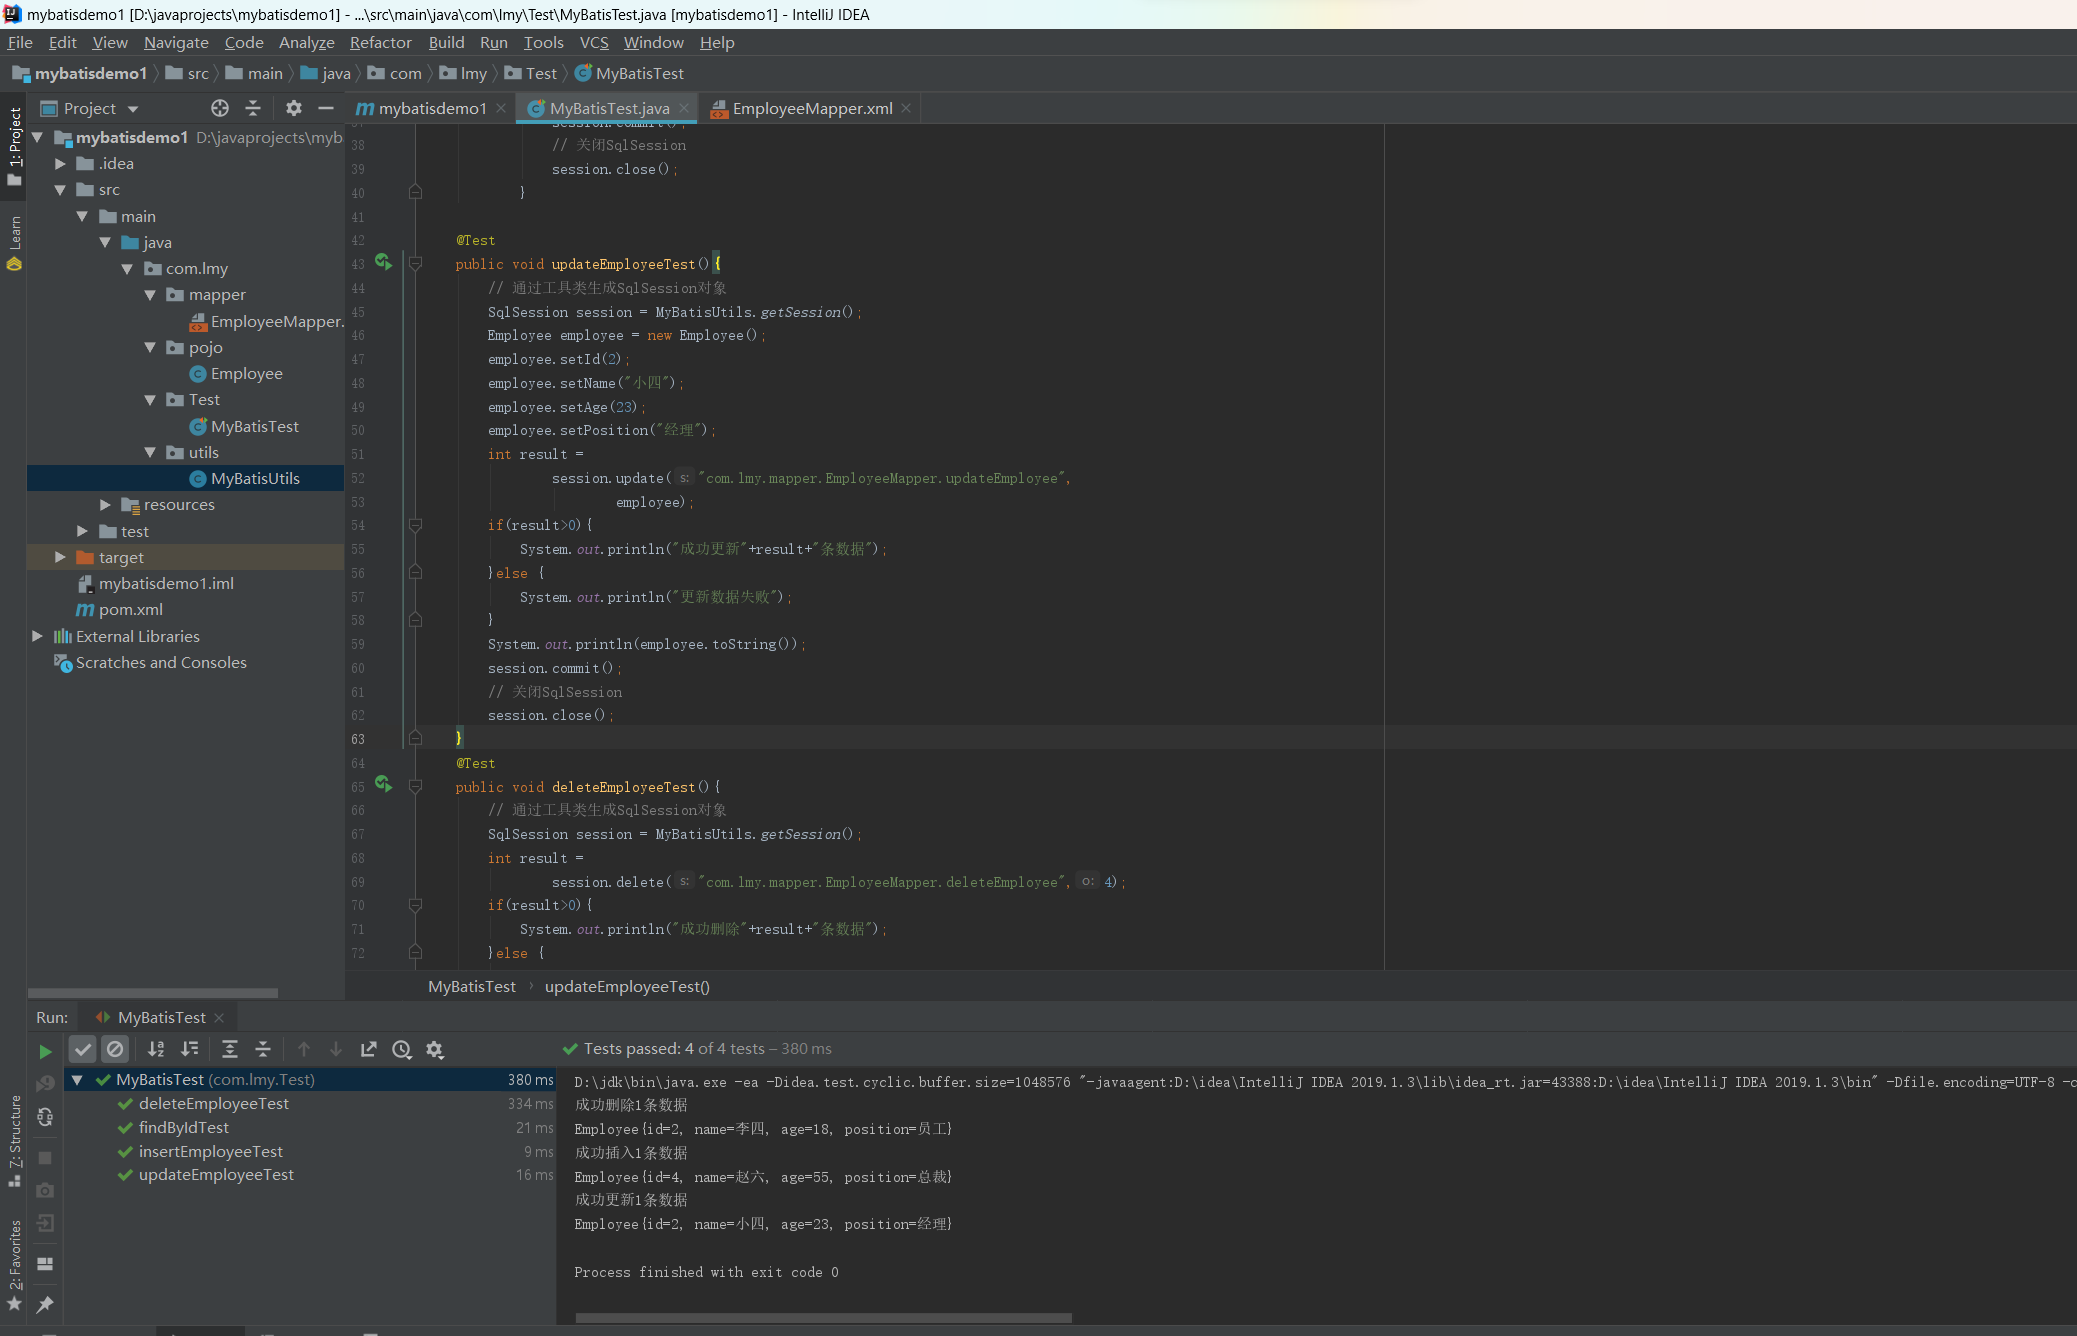 mybatisdemo1 [D:\javaprojects\mybatisdemo1] - ...\src\main\java\com\lmy\Test\MyBatisTest.java [mybatisdemo1] - IntelliJ IDEA
File Edit View Navigate Code Analyze Refactor Build Run Tools VCS Window Help
mybatisdemo1 src main java com lmy Test MyBatisTest
Project
mybatisdemo1 MyBatisTest.java EmployeeMapper.xml
1: Project
Learn
7: Structure
2: Favorites
mybatisdemo1 D:\javaprojects\myb
.idea
src
main
java
com.lmy
mapper
EmployeeMapper.
pojo
Employee
Test
MyBatisTest
utils
MyBatisUtils
resources
test
target
mybatisdemo1.iml
pom.xml
External Libraries
Scratches and Consoles
37 session.commit();
38 // 关闭SqlSession
39 session.close();
40 }
41
42 @Test
43 public void updateEmployeeTest(){
44 // 通过工具类生成SqlSession对象
45 SqlSession session = MyBatisUtils.getSession();
46 Employee employee = new Employee();
47 employee.setId(2);
48 employee.setName("小四");
49 employee.setAge(23);
50 employee.setPosition("经理");
51 int result =
52 session.update( s: "com.lmy.mapper.EmployeeMapper.updateEmployee",
53 employee);
54 if(result>0){
55 System.out.println("成功更新"+result+"条数据");
56 }else {
57 System.out.println("更新数据失败");
58 }
59 System.out.println(employee.toString());
60 session.commit();
61 // 关闭SqlSession
62 session.close();
63 }
64 @Test
65 public void deleteEmployeeTest(){
66 // 通过工具类生成SqlSession对象
67 SqlSession session = MyBatisUtils.getSession();
68 int result =
69 session.delete( s: "com.lmy.mapper.EmployeeMapper.deleteEmployee", o: 4);
70 if(result>0){
71 System.out.println("成功删除"+result+"条数据");
72 }else {
MyBatisTest › updateEmployeeTest()
Run: MyBatisTest
Tests passed: 4 of 4 tests – 380 ms
MyBatisTest (com.lmy.Test) 380 ms
deleteEmployeeTest 334 ms
findByIdTest 21 ms
insertEmployeeTest 9 ms
updateEmployeeTest 16 ms
D:\jdk\bin\java.exe -ea -Didea.test.cyclic.buffer.size=1048576 "-javaagent:D:\idea\IntelliJ IDEA 2019.1.3\lib\idea_rt.jar=43388:D:\idea\IntelliJ IDEA 2019.1.3\bin" -Dfile.encoding=UTF-8 -c
成功删除1条数据
Employee{id=2, name=李四, age=18, position=员工}
成功插入1条数据
Employee{id=4, name=赵六, age=55, position=总裁}
成功更新1条数据
Employee{id=2, name=小四, age=23, position=经理}
Process finished with exit code 0